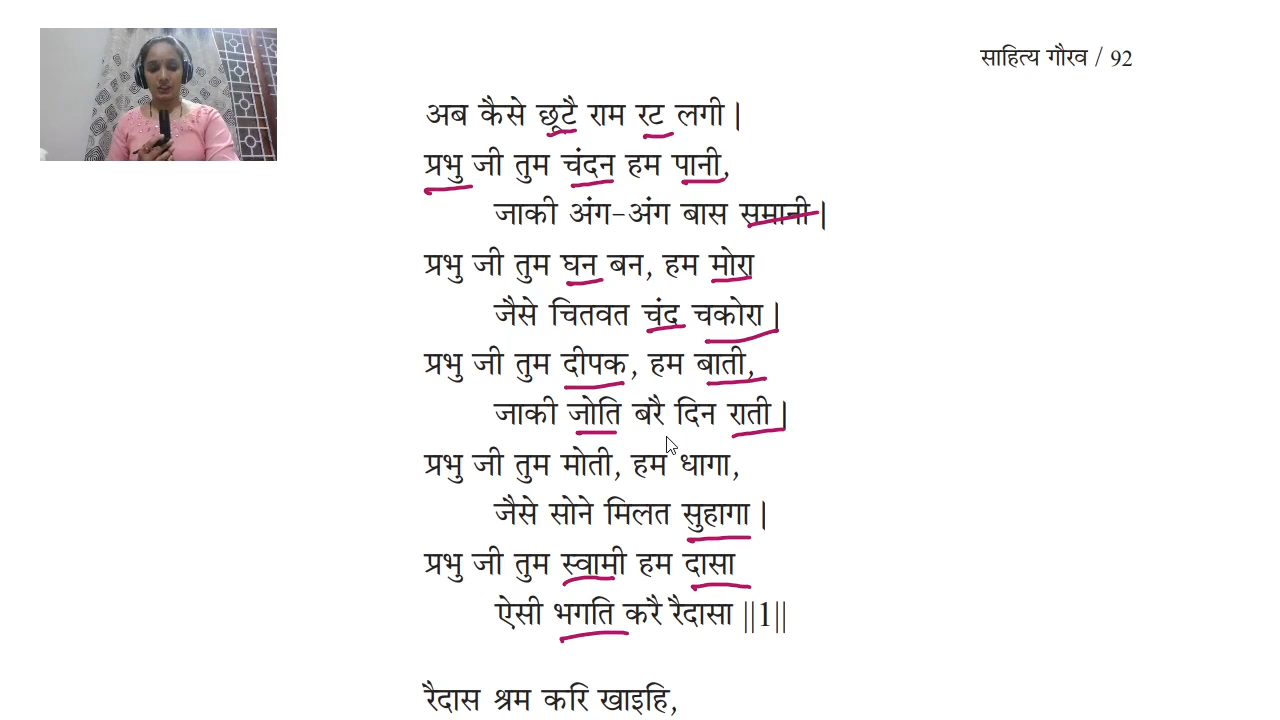 साहित्य गौरव / 92
अब कैसे छूटै राम रट लगी |
प्रभु जी तुम चंदन हम पानी,
जाकी अंग-अंग बास समानी |
प्रभु जी तुम घन बन, हम मोरा
जैसे चितवत चंद चकोरा |
प्रभु जी तुम दीपक, हम बाती,
जाकी जोति बरै दिन राती |
प्रभु जी तुम मोती, हम धागा,
जैसे सोने मिलत सुहागा |
प्रभु जी तुम स्वामी हम दासा
ऐसी भगति करै रैदासा ||1||
रैदास श्रम करि खाइहि,